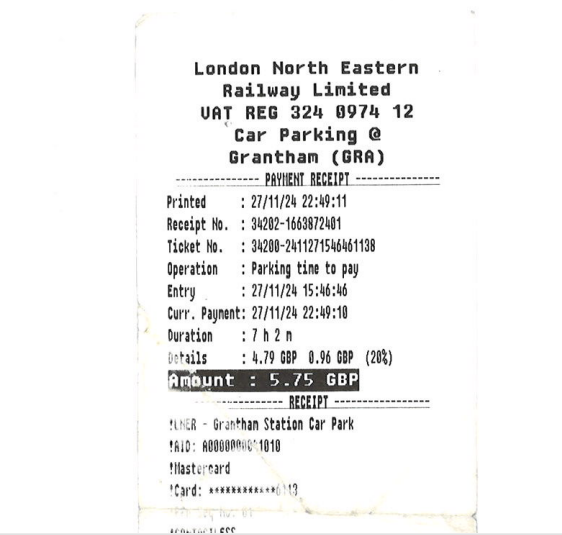 London North Eastern
Railway Limited
VAT REG 324 0974 12
Car Parking @
Grantham (GRA)
--------------- PAYMENT RECEIPT ---------------
Printed : 27/11/24 22:49:11
Receipt No. : 34202-1663872401
Ticket No. : 34200-2411271546461138
Operation : Parking time to pay
Entry : 27/11/24 15:46:46
Curr. Payment: 27/11/24 22:49:10
Duration : 7 h 2 m
Details : 4.79 GBP 0.96 GBP (20%)
Amount : 5.75 GBP
----------------- RECEIPT -----------------
!LNER - Grantham Station Car Park
!AID:
!Mastercard
!Card: